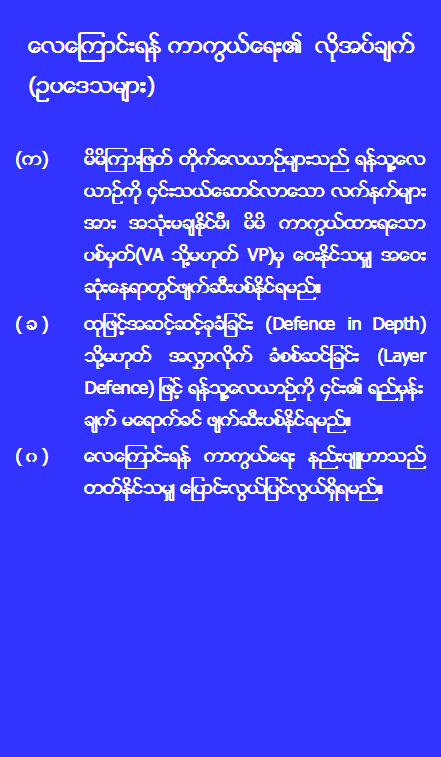 လေကြောင်းရန် ကာကွယ်ရေး၏ လိုအပ်ချက်
(ဥပဒေသများ)
(က) မိမိကြားဖြတ် တိုက်လေယာဉ်များသည် ရန်သူ့လေ
ယာဉ်ကို ၄င်းသယ်ဆောင်လာသော လက်နက်များ
အား အသုံးမချနိုင်မီ၊ မိမိ ကာကွယ်ထားရသော
ပစ်မှတ်(VA သို့မဟုတ် VP)မှ ဝေးနိုင်သမျှ အဝေး
ဆုံးနေရာတွင်ဖျက်ဆီးပစ်နိုင်ရမည်။
(ခ) ထုဖြင့်အဆင့်ဆင့်ခုခံခြင်း (Defence in Depth)
သို့မဟုတ် အလွှာလိုက် ခံစစ်ဆင်ခြင်း (Layer
Defence) ဖြင့် ရန်သူ့လေယာဉ်ကို ၄င်း၏ ရည်မှန်း
ချက် မရောက်ခင် ဖျက်ဆီးပစ်နိုင်ရမည်။
(ဂ) လေကြောင်းရန် ကာကွယ်ရေး နည်းဗျူဟာသည်
တတ်နိုင်သမျှ ပြောင်းလွယ်ပြင်လွယ်ရှိရမည်။